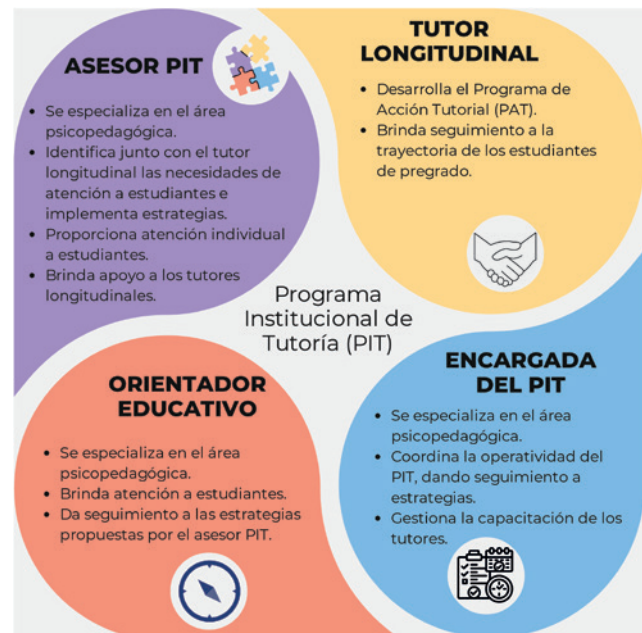 ASESOR PIT
• Se especializa en el área
psicopedagógica.
• Identifica junto con el tutor
longitudinal las necesidades de
atención a estudiantes e
implementa estrategias.
• Proporciona atención individual
a estudiantes.
• Brinda apoyo a los tutores
longitudinales.
TUTOR
LONGITUDINAL
• Desarrolla el Programa de
Acción Tutorial (PAT).
• Brinda seguimiento a la
trayectoria de los estudiantes
de pregrado.
Programa
Institucional de
Tutoría (PIT)
ORIENTADOR
EDUCATIVO
• Se especializa en el área
psicopedagógica.
• Brinda atención a estudiantes.
• Da seguimiento a las estrategias
propuestas por el asesor PIT.
ENCARGADA
DEL PIT
• Se especializa en el área
psicopedagógica.
• Coordina la operatividad del
PIT, dando seguimiento a
estrategias.
• Gestiona la capacitación de los
tutores.